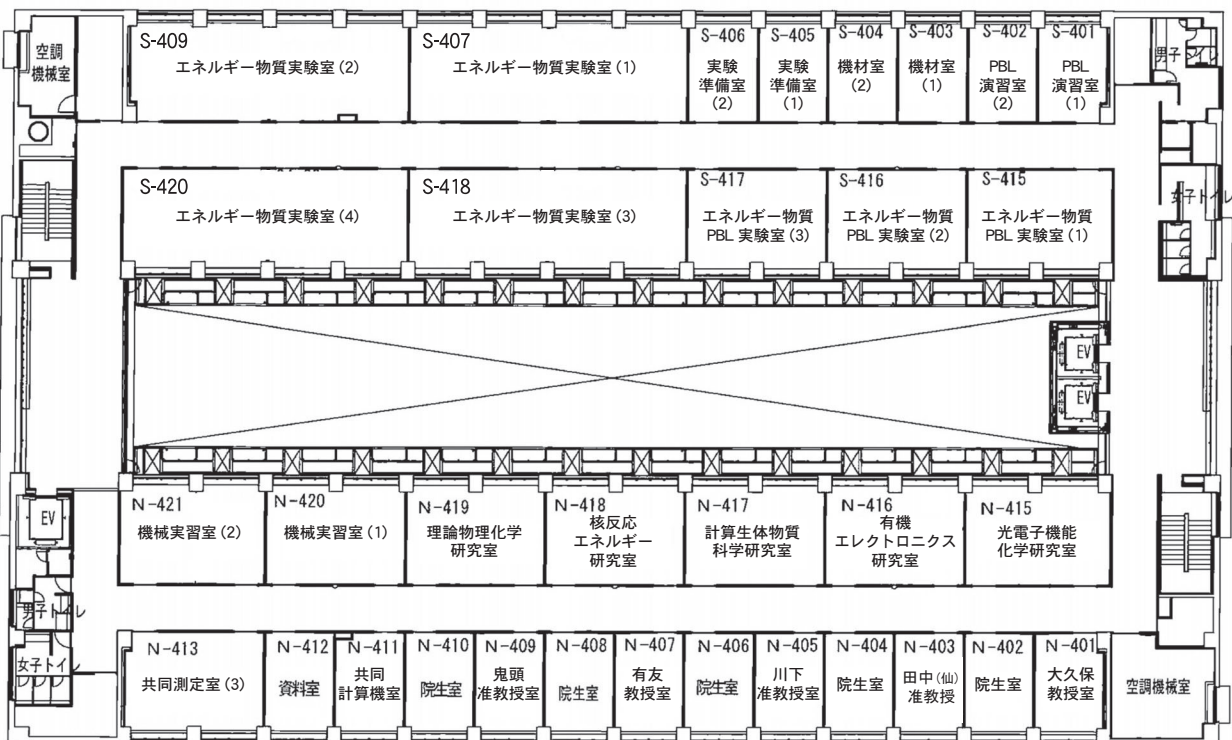 空調
機械室
S-409
エネルギー物質実験室(2)
S-407
エネルギー物質実験室(1)
S-406
実験
準備室
(2)
S-405
実験
準備室
(1)
S-404
機材室
(2)
S-403
機材室
(1)
S-402
PBL
演習室
(2)
S-401
PBL
演習室
(1)
男子トイレ
S-420
エネルギー物質実験室(4)
S-418
エネルギー物質実験室(3)
S-417
エネルギー物質
PBL 実験室(3)
S-416
エネルギー物質
PBL 実験室(2)
S-415
エネルギー物質
PBL 実験室(1)
女子トイレ
EV
EV
EV
N-421
機械実習室(2)
N-420
機械実習室(1)
N-419
理論物理化学
研究室
N-418
核反応
エネルギー
研究室
N-417
計算生体物質
科学研究室
N-416
有機
エレクトロニクス
研究室
N-415
光電子機能
化学研究室
男子トイレ
女子トイレ
N-413
共同測定室(3)
N-412
資料室
N-411
共同
計算機室
N-410
院生室
N-409
鬼頭
准教授室
N-408
院生室
N-407
有友
教授室
N-406
院生室
N-405
川下
准教授室
N-404
院生室
N-403
田中(仙)
准教授
N-402
院生室
N-401
大久保
教授室
空調機械室